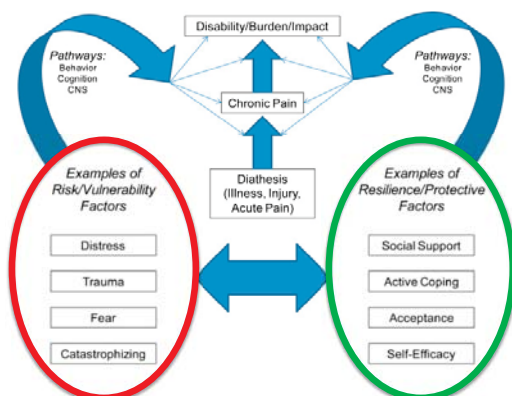 Disability/Burden/Impact
Pathways:
Behavior
Cognition
CNS
Pathways:
Behavior
Cognition
CNS
Chronic Pain
Diathesis
(Illness, Injury,
Acute Pain)
Examples of
Risk/Vulnerability
Factors
Distress
Trauma
Fear
Catastrophizing
Examples of
Resilience/Protective
Factors
Social Support
Active Coping
Acceptance
Self-Efficacy